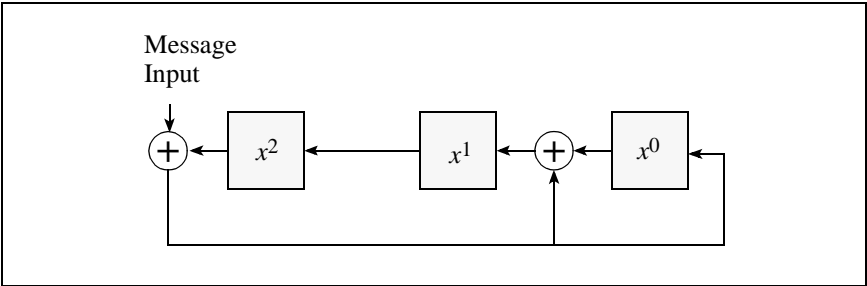 Message
Input
x² x¹ + x⁰
+